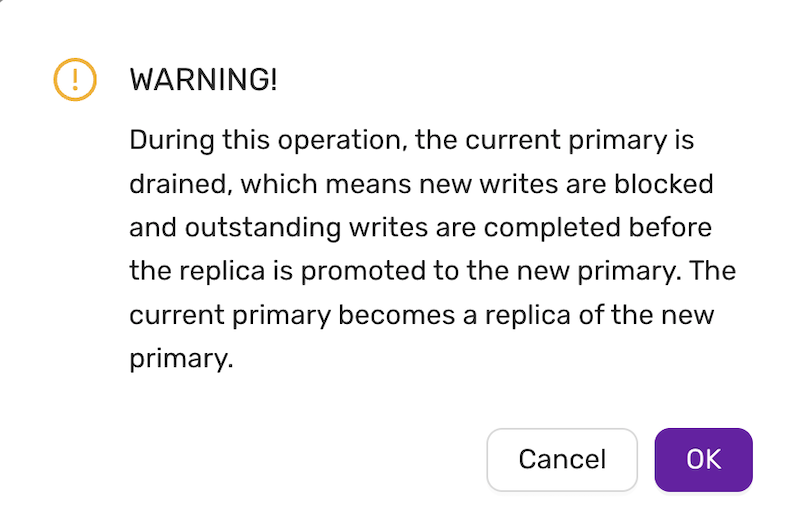 WARNING!
During this operation, the current primary is
drained, which means new writes are blocked
and outstanding writes are completed before
the replica is promoted to the new primary. The
current primary becomes a replica of the new
primary.
Cancel
OK